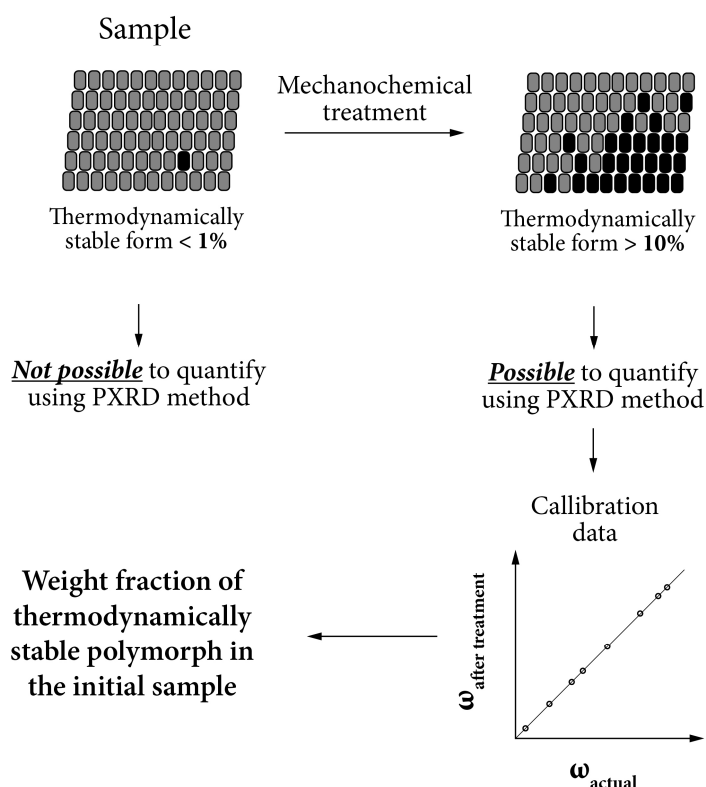 Sample
Mechanochemical
treatment
Thermodynamically
stable form < 1%
Thermodynamically
stable form > 10%
Not possible to quantify
using PXRD method
Possible to quantify
using PXRD method
Callibration
data
Weight fraction of
thermodynamically
stable polymorph in
the initial sample
ω after treatment
ω actual